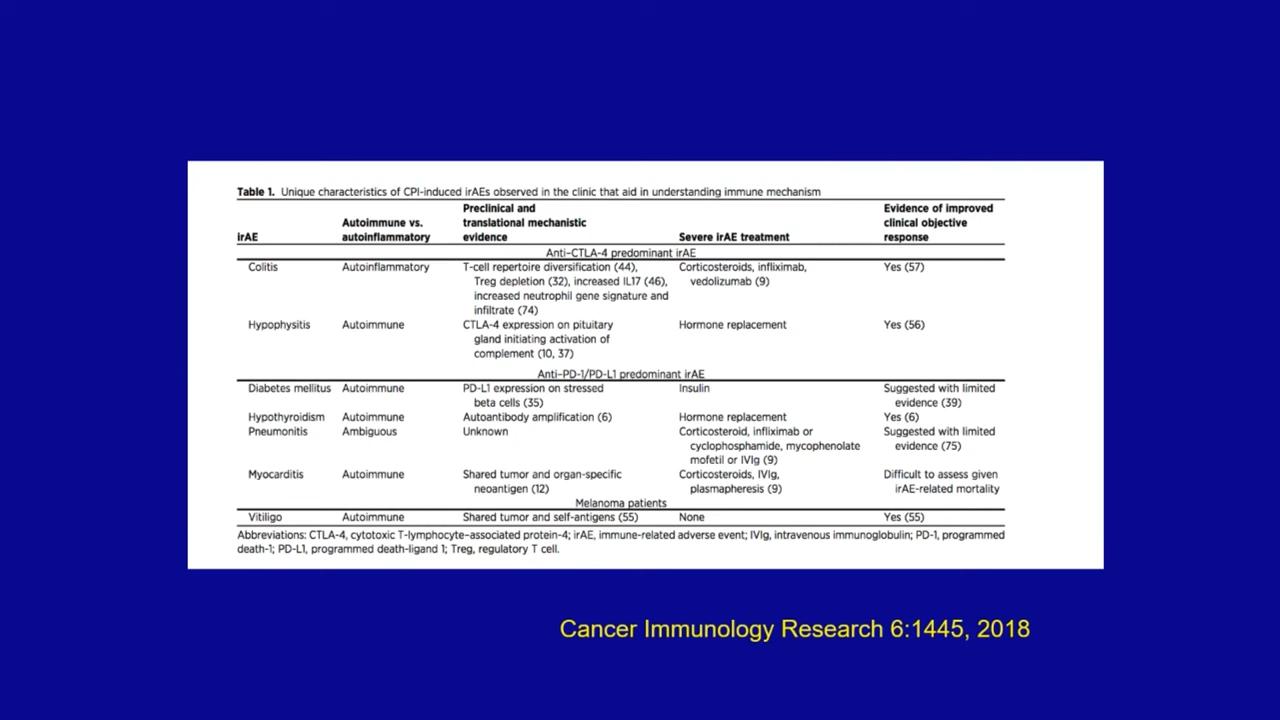 Table 1. Unique characteristics of CPI-induced irAEs observed in the clinic that aid in understanding immune mechanism
irAE
Autoimmune vs.
autoinflammatory
Preclinical and
translational mechanistic
evidence
Severe irAE treatment
Evidence of improved
clinical objective
response
Anti–CTLA-4 predominant irAE
Colitis
Autoinflammatory
T-cell repertoire diversification (44),
Treg depletion (32), increased IL17 (46),
increased neutrophil gene signature and
infiltrate (74)
Corticosteroids, infliximab,
vedolizumab (9)
Yes (57)
Hypophysitis
Autoimmune
CTLA-4 expression on pituitary
gland initiating activation of
complement (10, 37)
Hormone replacement
Yes (56)
Anti–PD-1/PD-L1 predominant irAE
Diabetes mellitus
Autoimmune
PD-L1 expression on stressed
beta cells (35)
Insulin
Suggested with limited
evidence (39)
Hypothyroidism
Autoimmune
Autoantibody amplification (6)
Hormone replacement
Yes (6)
Pneumonitis
Ambiguous
Unknown
Corticosteroid, infliximab or
cyclophosphamide, mycophenolate
mofetil or IVIg (9)
Suggested with limited
evidence (75)
Myocarditis
Autoimmune
Shared tumor and organ-specific
neoantigen (12)
Corticosteroids, IVIg,
plasmapheresis (9)
Difficult to assess given
irAE-related mortality
Melanoma patients
Vitiligo
Autoimmune
Shared tumor and self-antigens (55)
None
Yes (55)
Abbreviations: CTLA-4, cytotoxic T-lymphocyte–associated protein-4; irAE, immune-related adverse event; IVIg, intravenous immunoglobulin; PD-1, programmed
death-1; PD-L1, programmed death-ligand 1; Treg, regulatory T cell.
Cancer Immunology Research 6:1445, 2018